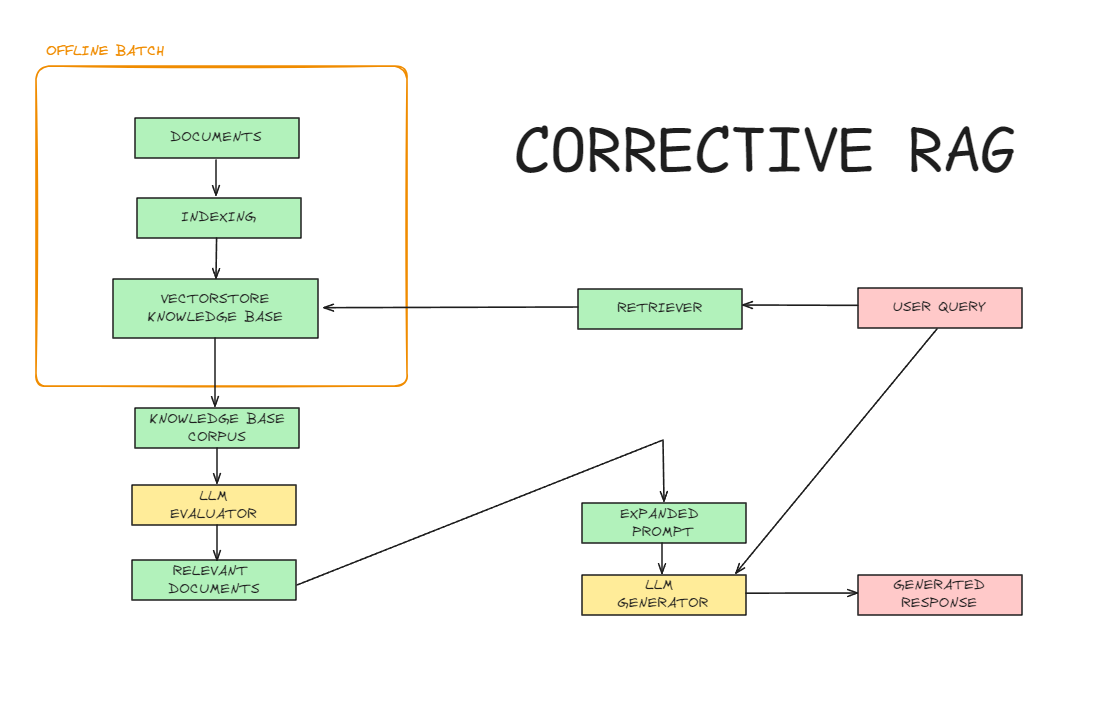 OFFLINE BATCH
CORRECTIVE RAG
DOCUMENTS
INDEXING
VECTORSTORE
KNOWLEDGE BASE
RETRIEVER
USER QUERY
KNOWLEDGE BASE
CORPUS
LLM
EVALUATOR
RELEVANT
DOCUMENTS
EXPANDED
PROMPT
LLM
GENERATOR
GENERATED
RESPONSE